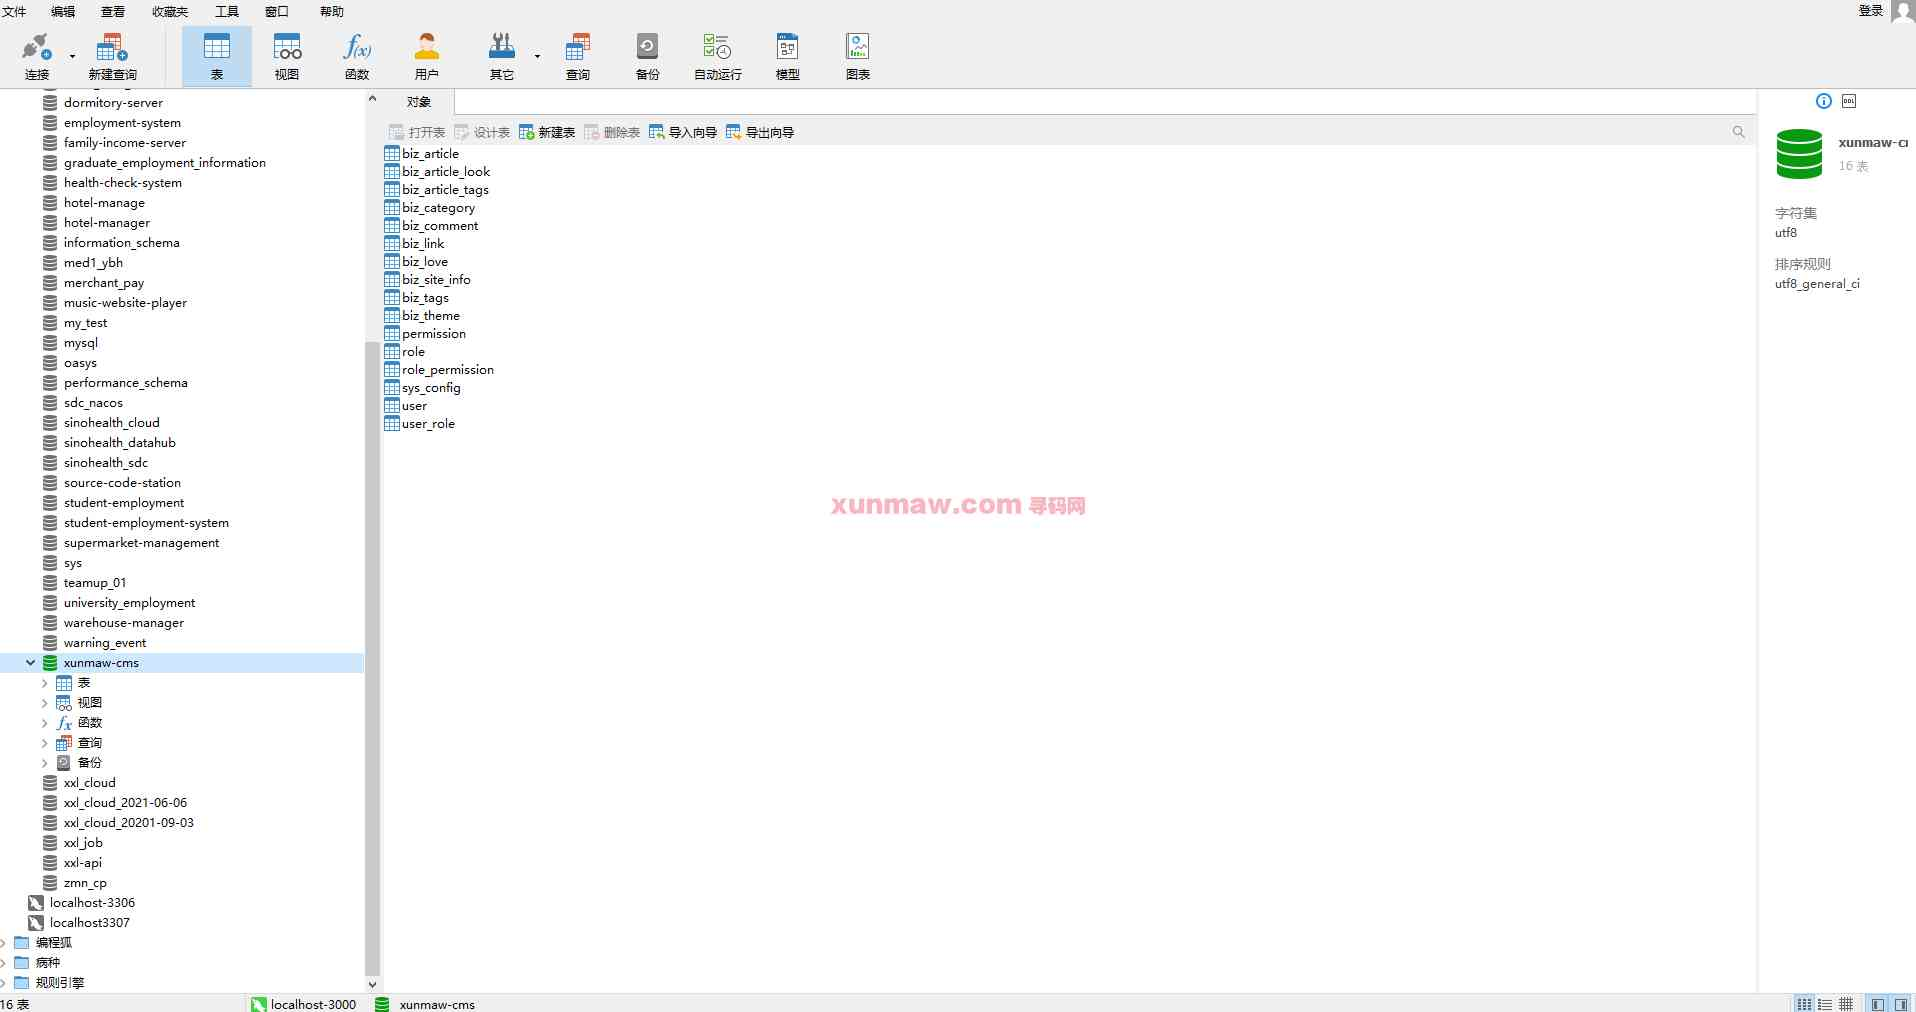 文件 编辑 查看 收藏夹 工具 窗口 帮助 登录
连接 新建查询 表 视图 函数 用户 其它 查询 备份 自动运行 模型 图表
dormitory-server
employment-system
family-income-server
graduate_employment_information
health-check-system
hotel-manage
hotel-manager
information_schema
med1_ybh
merchant_pay
music-website-player
my_test
mysql
oasys
performance_schema
sdc_nacos
sinohealth_cloud
sinohealth_datahub
sinohealth_sdc
source-code-station
student-employment
student-employment-system
supermarket-management
sys
teamup_01
university_employment
warehouse-manager
warning_event
xunmaw-cms
表
视图
函数
查询
备份
xxl_cloud
xxl_cloud_2021-06-06
xxl_cloud_20201-09-03
xxl_job
xxl-api
zmn_cp
localhost-3306
localhost3307
编程狐
病种
规则引擎
对象
打开表 设计表 新建表 删除表 导入向导 导出向导
biz_article
biz_article_look
biz_article_tags
biz_category
biz_comment
biz_link
biz_love
biz_site_info
biz_tags
biz_theme
permission
role
role_permission
sys_config
user
user_role
xunmaw.com 寻码网
DDL
xunmaw-c
16 表
字符集
utf8
排序规则
utf8_general_ci
16 表 localhost-3000 xunmaw-cms